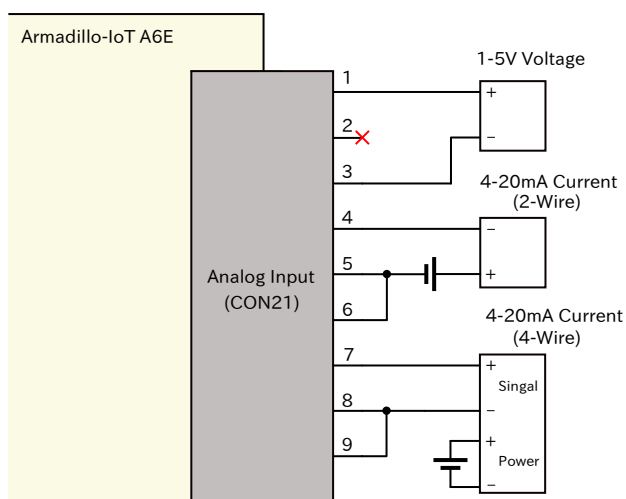 Armadillo-IoT A6E
1-5V Voltage
1
+
2
−
3
4-20mA Current
(2-Wire)
4
−
5
+
Analog Input
(CON21)
6
4-20mA Current
(4-Wire)
7
+
Singal
8
−
9
+
Power
−